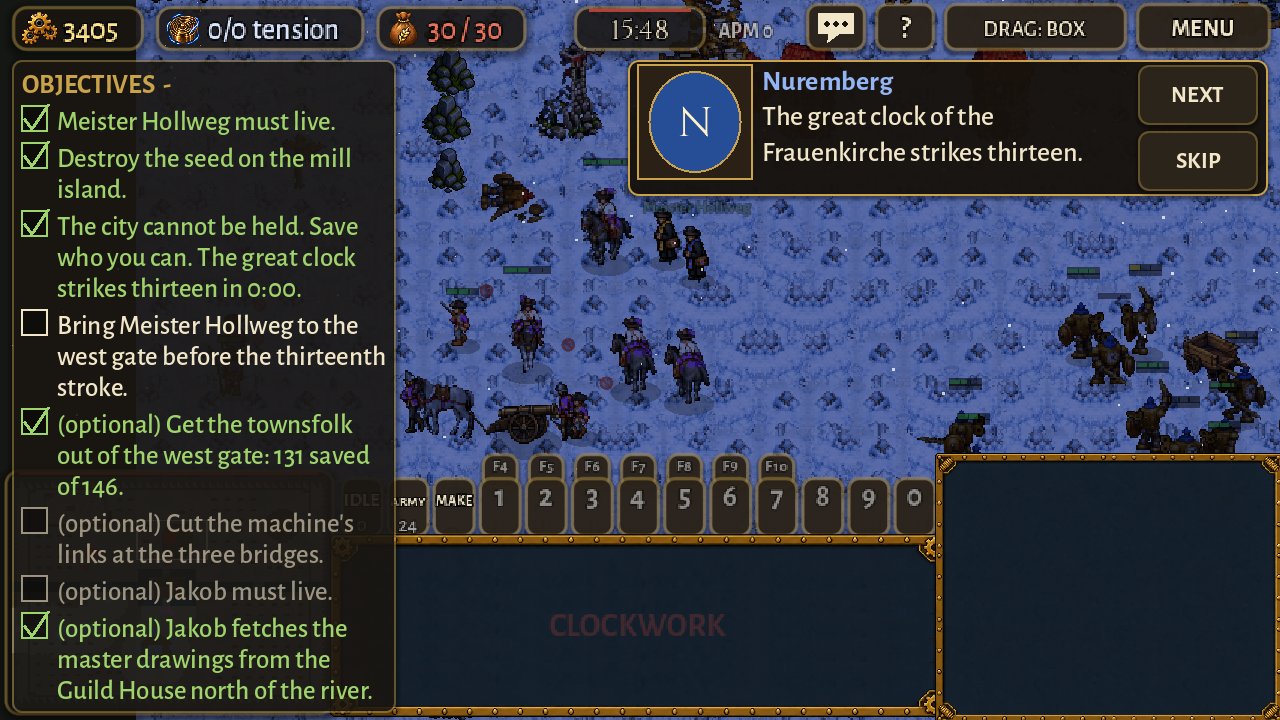 3405
0/0 tension
30 / 30
15:48
APM 0
?
DRAG: BOX
MENU
OBJECTIVES -
Meister Hollweg must live.
Destroy the seed on the mill
island.
The city cannot be held. Save
who you can. The great clock
strikes thirteen in 0:00.
Bring Meister Hollweg to the
west gate before the thirteenth
stroke.
(optional) Get the townsfolk
out of the west gate: 131 saved
of 146.
(optional) Cut the machine's
links at the three bridges.
(optional) Jakob must live.
(optional) Jakob fetches the
master drawings from the
Guild House north of the river.
N
Nuremberg
The great clock of the
Frauenkirche strikes thirteen.
NEXT
SKIP
Meister Hollweg
F4 F5 F6 F7 F8 F9 F10
IDLE 0
ARMY 24
MAKE
1 2 3 4 5 6 7 8 9 0
CLOCKWORK